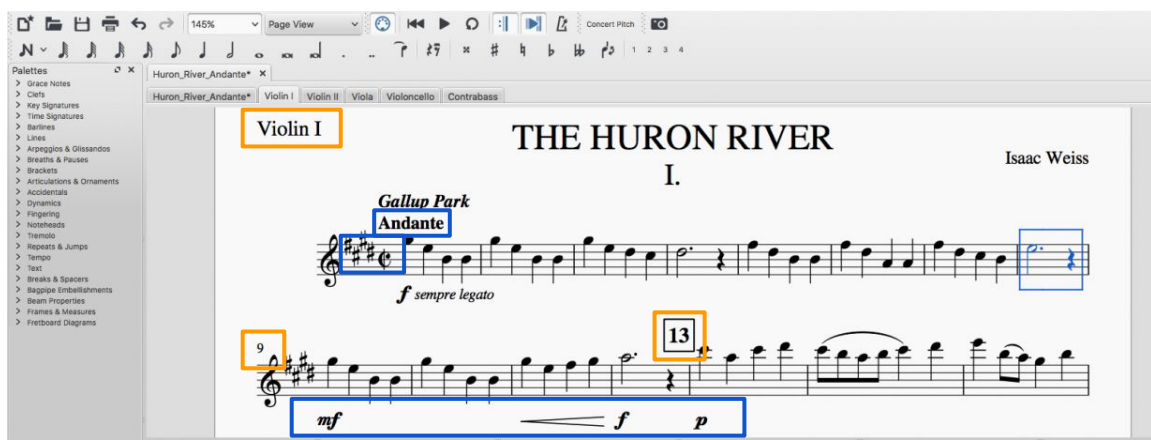 145%
Page View
Concert Pitch
1 2 3 4
Palettes
Grace Notes
Clefs
Key Signatures
Time Signatures
Barlines
Lines
Arpeggios & Glissandos
Breaths & Pauses
Brackets
Articulations & Ornaments
Accidentals
Dynamics
Fingering
Noteheads
Tremolo
Repeats & Jumps
Tempo
Text
Breaks & Spacers
Bagpipe Embellishments
Beam Properties
Frames & Measures
Fretboard Diagrams
Huron_River_Andante*
Huron_River_Andante* Violin I Violin II Viola Violoncello Contrabass
Violin I
THE HURON RIVER
I.
Isaac Weiss
Gallup Park
Andante
f sempre legato
9
13
mf f p